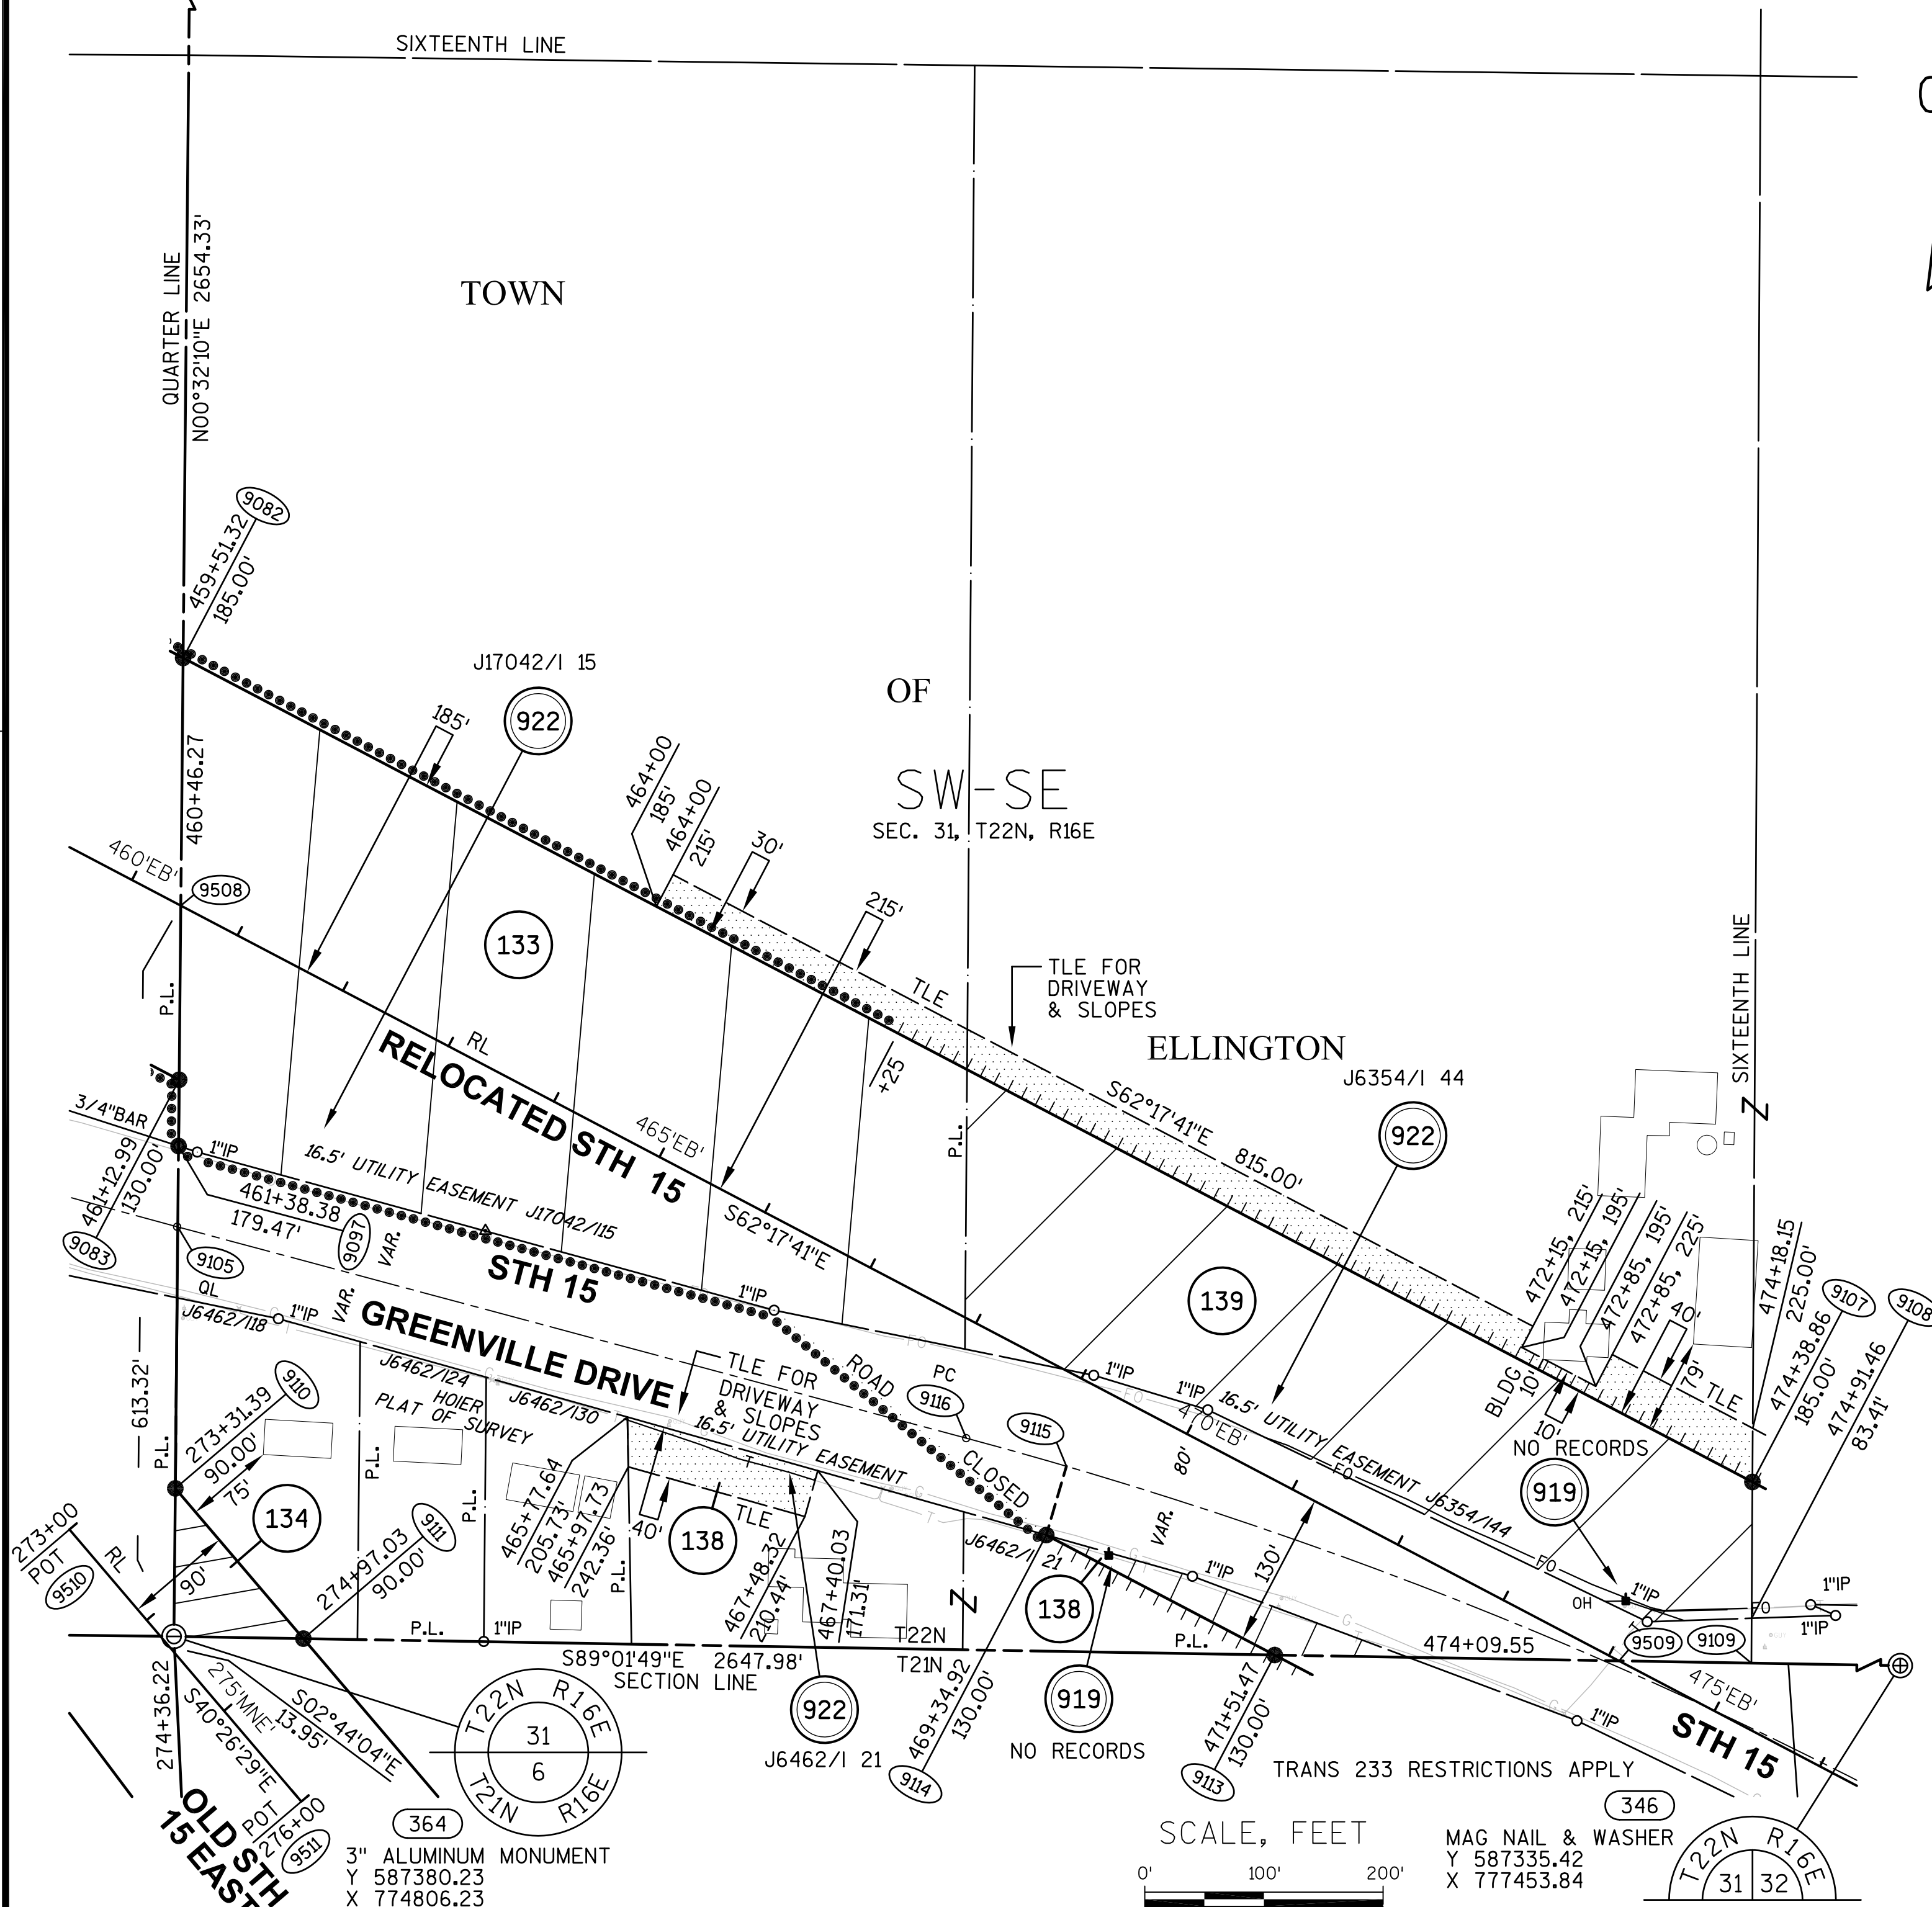 SIXTEENTH LINE
QUARTER LINE
N00°32'10"E 2654.33'
TOWN
OF
ELLINGTON
SW-SE
SEC. 31, T22N, R16E
9082
459+51.32
185.00'
J17042/I 15
922
185'
460+46.27
460'EB'
9508
464+00
185'
464+00
215'
30'
215'
133
P.L.
TLE
TLE FOR
DRIVEWAY
& SLOPES
RL
RELOCATED STH 15
465'EB'
+25
P.L.
S62°17'41"E
815.00'
J6354/I 44
922
SIXTEENTH LINE
Z
3/4"BAR
1"IP
461+12.99
130.00'
9083
16.5' UTILITY EASEMENT J17042/I15
461+38.38
179.47'
9097
VAR.
S62°17'41"E
9105
QL
STH 15
1"IP
139
472+15, 215'
472+15, 195'
472+85, 195'
472+85, 225'
40'
474+18.15
225.00'
9107
474+38.86
185.00'
9108
474+91.46
83.41'
J6462/I18
1"IP
VAR.
GREENVILLE DRIVE
FO
1"IP
FO
1"IP
470'EB'
16.5' UTILITY EASEMENT J6354/I44
BLDG
10'
79'
TLE
10'
NO RECORDS
919
613.32'
9110
273+31.39
90.00'
75'
J6462/I24
HOIER
PLAT OF SURVEY
G
J6462/I30
TLE FOR
DRIVEWAY
& SLOPES
16.5' UTILITY EASEMENT
ROAD
CLOSED
PC
9116
9115
80'
FO
P.L.
P.L.
P.L.
P.L.
134
274+97.03
90.00'
9111
465+77.64
205.73'
465+97.73
242.36'
40'
T
TLE
138
467+48.32
210.44'
467+40.03
171.31'
G
T
J6462/I 21
VAR.
G
1"IP
130'
FO
1"IP
OH
FO
1"IP
1"IP
273+00
POT
9510
RL
90'
P.L.
1"IP
T22N
T21N
Z
138
P.L.
474+09.55
9509
9109
S89°01'49"E 2647.98'
SECTION LINE
274+36.22
275'MNE'
13.95'
S02°44'04"E
S40°26'29"E
POT
276+00
9511
T22N R16E
31
6
T21N R16E
922
J6462/I 21
469+34.92
130.00'
9114
919
NO RECORDS
471+51.47
130.00'
9113
G
1"IP
475'EB'
STH 15
TRANS 233 RESTRICTIONS APPLY
OLD STH
15 EAST
364
3" ALUMINUM MONUMENT
Y 587380.23
X 774806.23
SCALE, FEET
0' 100' 200'
346
MAG NAIL & WASHER
Y 587335.42
X 777453.84
T22N R16E
31 32